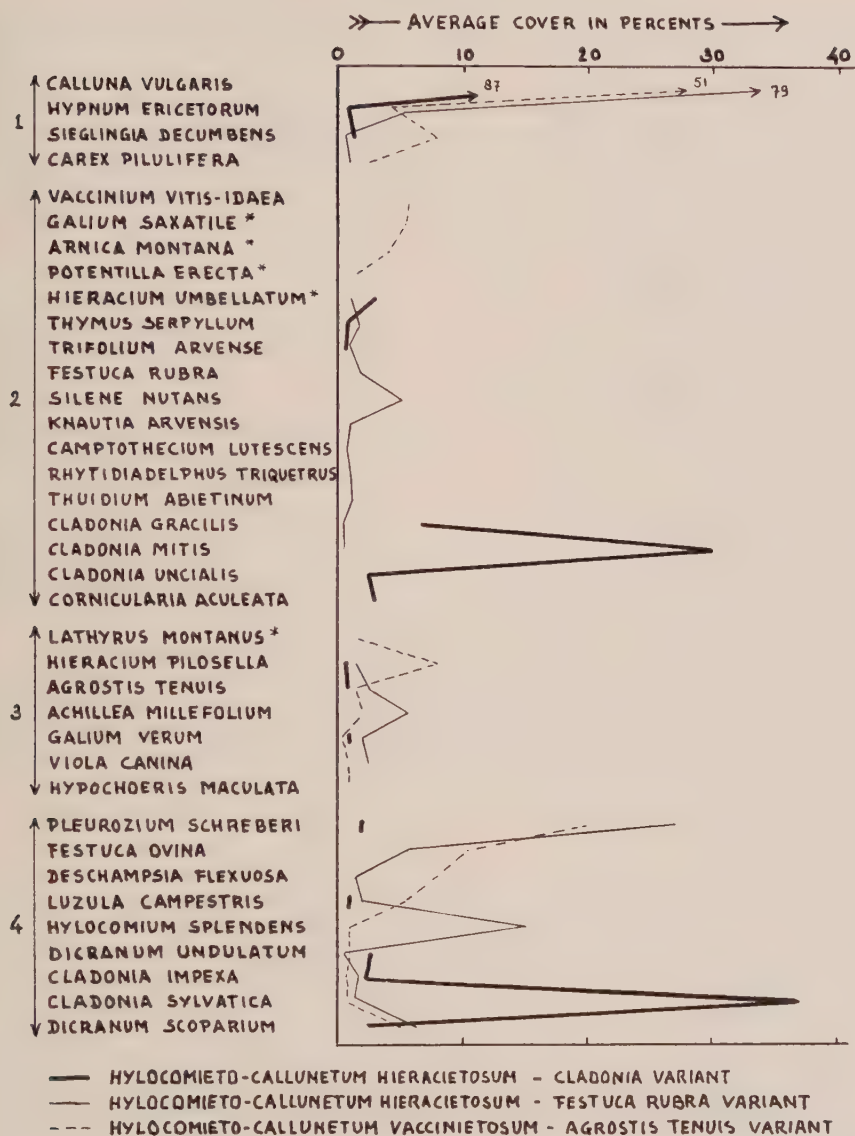 AVERAGE COVER IN PERCENTS
0 10 20 30 40
CALLUNA VULGARIS
87 51 79
HYPNUM ERICETORUM
1
SIEGLINGIA DECUMBENS
CAREX PILULIFERA
VACCINIUM VITIS-IDAEA
GALIUM SAXATILE *
ARNICA MONTANA *
POTENTILLA ERECTA *
HIERACIUM UMBELLATUM *
THYMUS SERPYLLUM
TRIFOLIUM ARVENSE
FESTUCA RUBRA
2
SILENE NUTANS
KNAUTIA ARVENSIS
CAMPTOTHECIUM LUTESCENS
RHYTIDIADELPHUS TRIQUETRUS
THUIDIUM ABIETINUM
CLADONIA GRACILIS
CLADONIA MITIS
CLADONIA UNCIALIS
CORNICULARIA ACULEATA
LATHYRUS MONTANUS *
HIERACIUM PILOSELLA
AGROSTIS TENUIS
3
ACHILLEA MILLEFOLIUM
GALIUM VERUM
VIOLA CANINA
HYPOCHOERIS MACULATA
PLEUROZIUM SCHREBERI
FESTUCA OVINA
DESCHAMPSIA FLEXUOSA
LUZULA CAMPESTRIS
4
HYLOCOMIUM SPLENDENS
DICRANUM UNDULATUM
CLADONIA IMPEXA
CLADONIA SYLVATICA
DICRANUM SCOPARIUM
HYLOCOMIETO-CALLUNETUM HIERACIETOSUM - CLADONIA VARIANT
HYLOCOMIETO-CALLUNETUM HIERACIETOSUM - FESTUCA RUBRA VARIANT
HYLOCOMIETO-CALLUNETUM VACCINIETOSUM - AGROSTIS TENUIS VARIANT